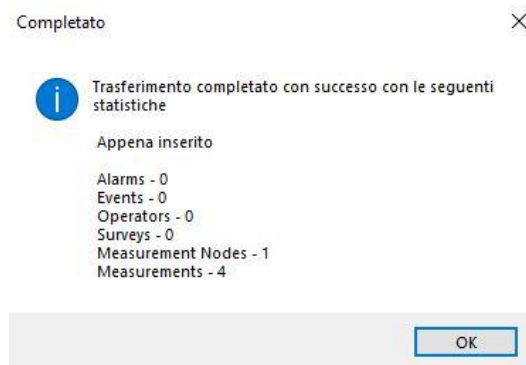 Completato
Trasferimento completato con successo con le seguenti
statistiche
Appena inserito
Alarms - 0
Events - 0
Operators - 0
Surveys - 0
Measurement Nodes - 1
Measurements - 4
OK